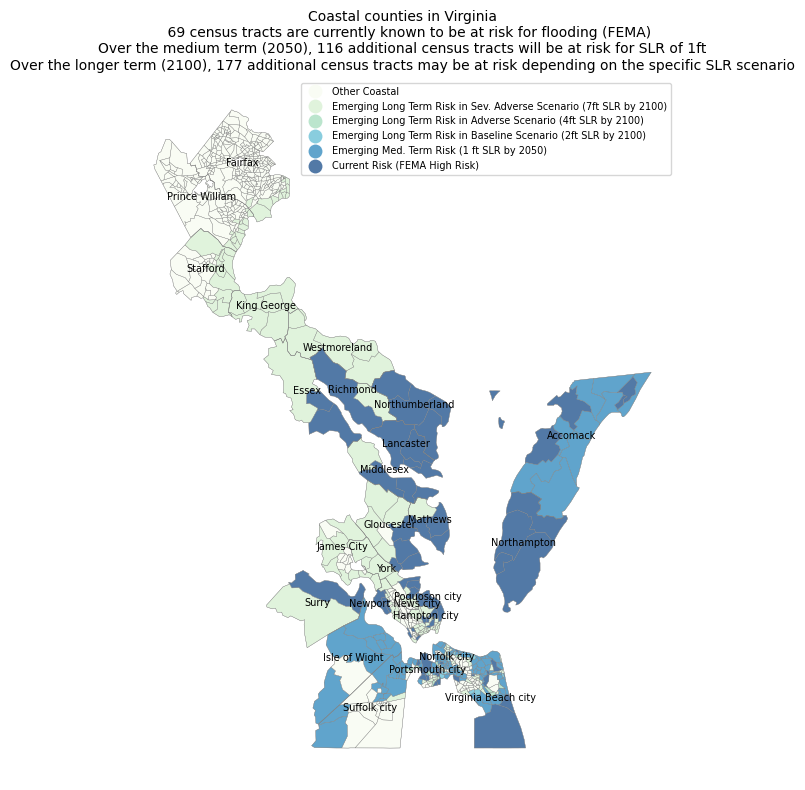 Coastal counties in Virginia
69 census tracts are currently known to be at risk for flooding (FEMA)
Over the medium term (2050), 116 additional census tracts will be at risk for SLR of 1ft
Over the longer term (2100), 177 additional census tracts may be at risk depending on the specific SLR scenario
Other Coastal
Emerging Long Term Risk in Sev. Adverse Scenario (7ft SLR by 2100)
Emerging Long Term Risk in Adverse Scenario (4ft SLR by 2100)
Emerging Long Term Risk in Baseline Scenario (2ft SLR by 2100)
Emerging Med. Term Risk (1 ft SLR by 2050)
Current Risk (FEMA High Risk)
Fairfax
Prince William
Stafford
King George
Westmoreland
Essex
Richmond
Northumberland
Accomack
Lancaster
Middlesex
Mathews
Gloucester
Northampton
James City
York
Poquoson city
Surry
Newport News city
Hampton city
Isle of Wight
Norfolk city
Portsmouth city
Virginia Beach city
Suffolk city